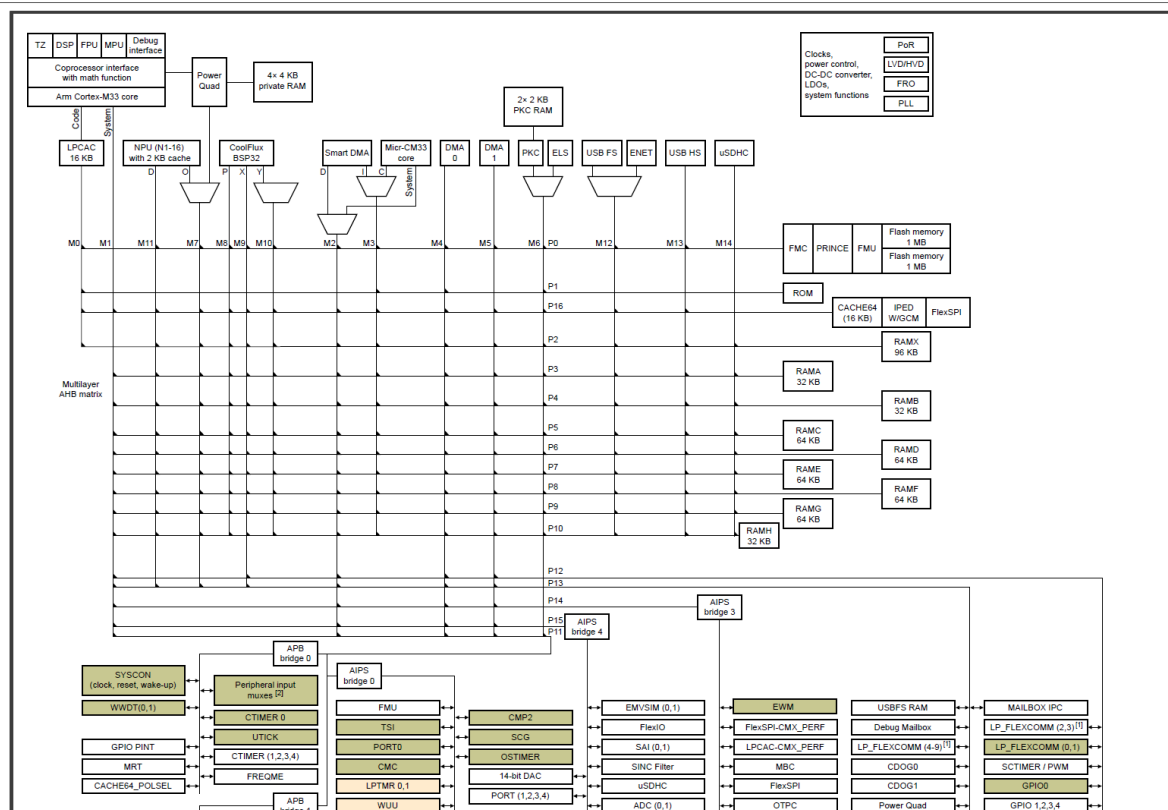 TZ
DSP
FPU
MPU
Debug
interface
Coprocessor interface
with math function
Arm Cortex-M33 core
Power
Quad
4× 4 KB
private RAM
2× 2 KB
PKC RAM
Clocks,
power control,
DC-DC converter,
LDOs,
system functions
PoR
LVD/HVD
FRO
PLL
Code
System
LPCAC
16 KB
NPU (N1-16)
with 2 KB cache
CoolFlux
BSP32
Smart DMA
Micr-CM33
core
DMA
0
DMA
1
PKC
ELS
USB FS
ENET
USB HS
uSDHC
D
O
P
X
Y
D
I
C
System
M0
M1
M11
M7
M8
M9
M10
M2
M3
M4
M5
M6
P0
M12
M13
M14
FMC
PRINCE
FMU
Flash memory
1 MB
Flash memory
1 MB
P1
ROM
P16
CACHE64
(16 KB)
IPED
W/GCM
FlexSPI
P2
RAMX
96 KB
P3
RAMA
32 KB
Multilayer
AHB matrix
P4
RAMB
32 KB
P5
RAMC
64 KB
P6
RAMD
64 KB
P7
RAME
64 KB
P8
RAMF
64 KB
P9
RAMG
64 KB
P10
RAMH
32 KB
P12
P13
P14
AIPS
bridge 3
P15
P11
AIPS
bridge 4
APB
bridge 0
AIPS
bridge 0
SYSCON
(clock, reset, wake-up)
WWDT(0,1)
GPIO PINT
MRT
CACHE64_POLSEL
Peripheral input
muxes [2]
CTIMER 0
UTICK
CTIMER (1,2,3,4)
FREQME
APB
FMU
TSI
PORT0
CMC
LPTMR 0,1
WUU
CMP2
SCG
OSTIMER
14-bit DAC
PORT (1,2,3,4)
EMVSIM (0,1)
FlexIO
SAI (0,1)
SINC Filter
uSDHC
ADC (0,1)
EWM
FlexSPI-CMX_PERF
LPCAC-CMX_PERF
MBC
FlexSPI
OTPC
USBFS RAM
Debug Mailbox
LP_FLEXCOMM (4-9)[1]
CDOG0
CDOG1
Power Quad
MAILBOX IPC
LP_FLEXCOMM (2,3)[1]
LP_FLEXCOMM (0,1)
SCTIMER / PWM
GPIO0
GPIO 1,2,3,4